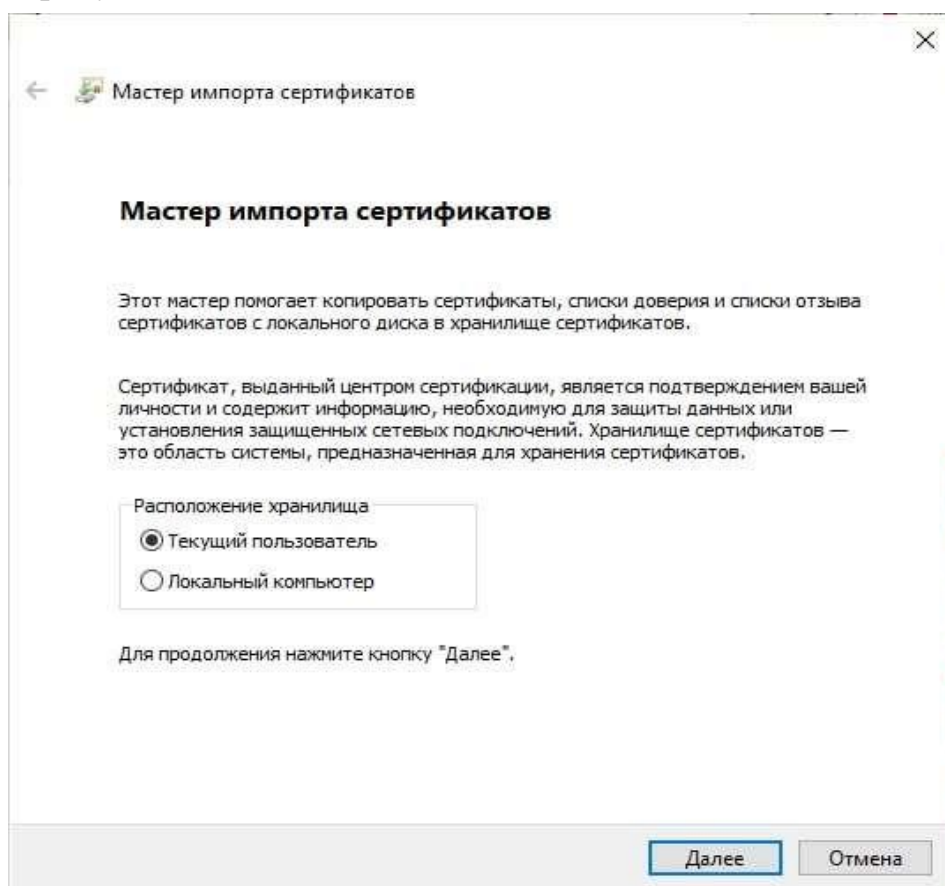 Мастер импорта сертификатов
Мастер импорта сертификатов
Этот мастер помогает копировать сертификаты, списки доверия и списки отзыва
сертификатов с локального диска в хранилище сертификатов.
Сертификат, выданный центром сертификации, является подтверждением вашей
личности и содержит информацию, необходимую для защиты данных или
установления защищенных сетевых подключений. Хранилище сертификатов —
это область системы, предназначенная для хранения сертификатов.
Расположение хранилища
Текущий пользователь
Локальный компьютер
Для продолжения нажмите кнопку "Далее".
Далее
Отмена